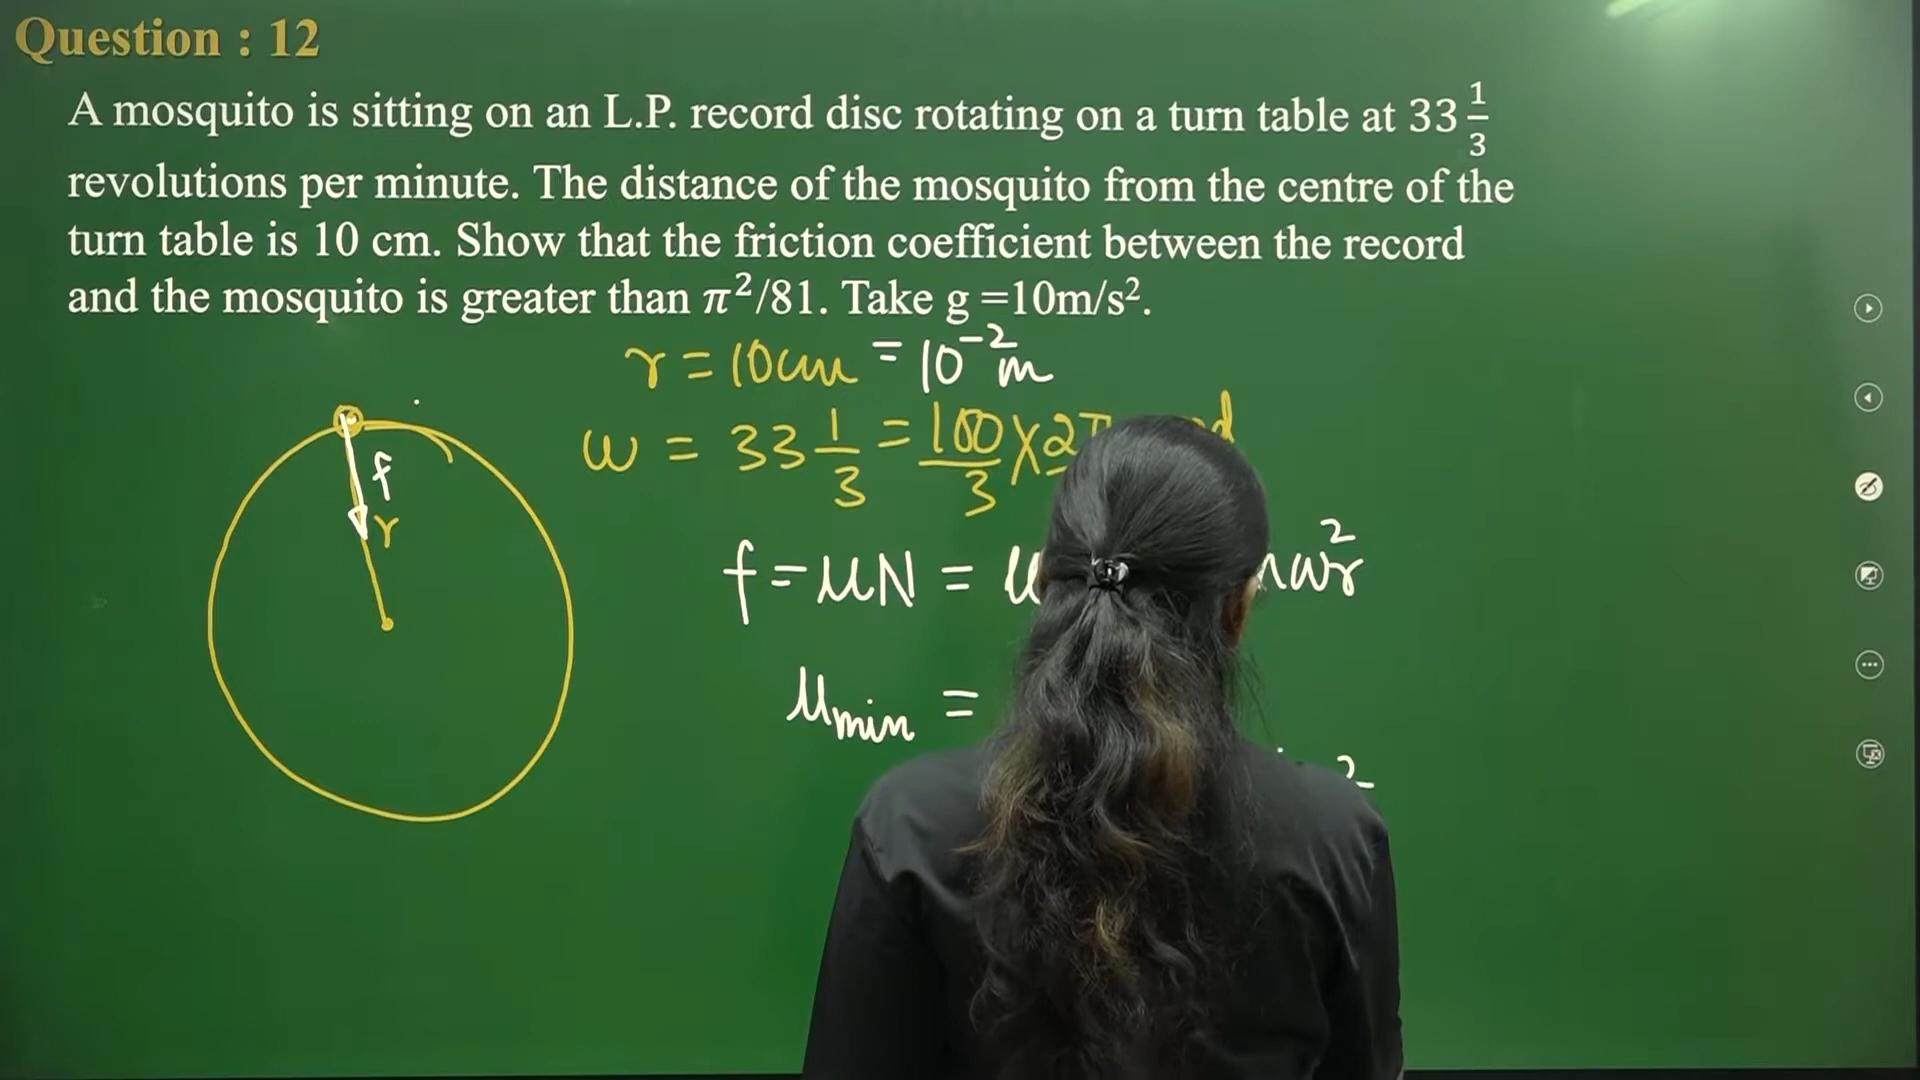 Question : 12
A mosquito is sitting on an L.P. record disc rotating on a turn table at 33 1/3
revolutions per minute. The distance of the mosquito from the centre of the
turn table is 10 cm. Show that the friction coefficient between the record
and the mosquito is greater than π²/81. Take g =10m/s².
r = 10cm = 10⁻² m
ω = 33 1/3 = 100/3 × 2π
f
r
f = μN = μ ω²r
μmin =
2